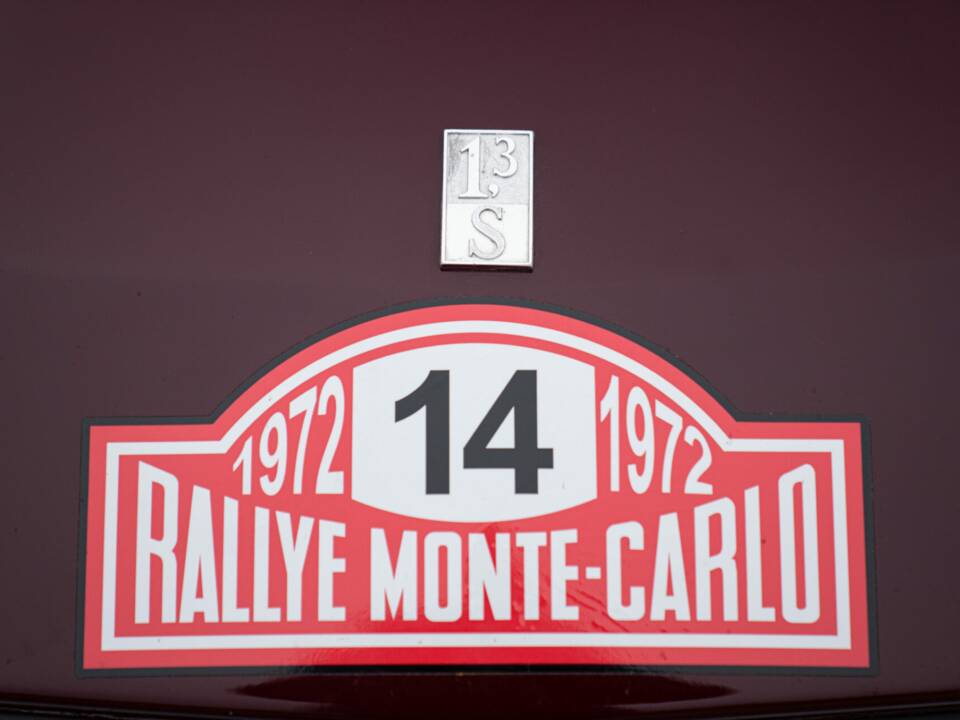 1,3
S
1972 14 1972
RALLYE MONTE-CARLO